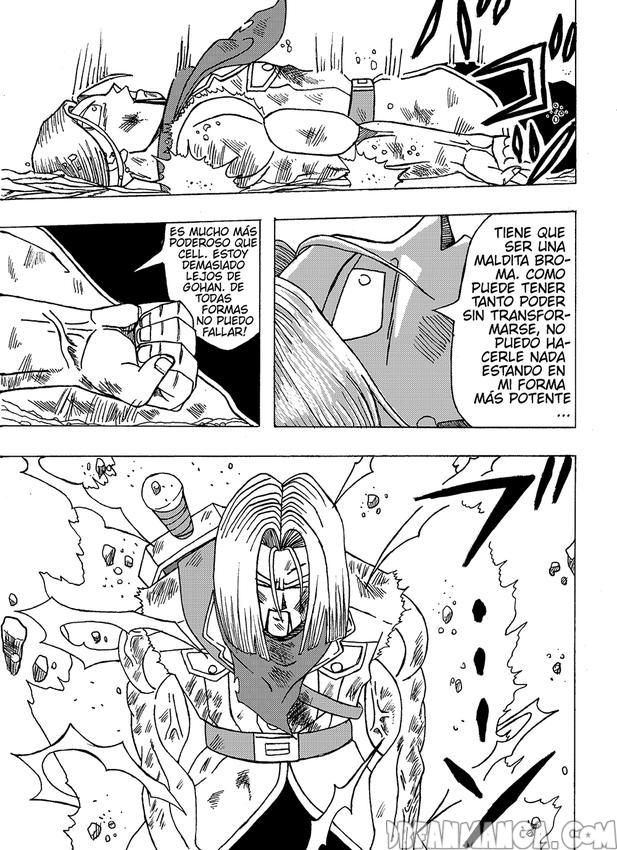 TIENE QUE
SER UNA
MALDITA BRO-
MA. COMO
PUEDE TENER
TANTO PODER
SIN TRANSFOR-
MARSE, NO
PUEDO HA-
CERLE NADA
ESTANDO EN
MI FORMA
MÁS POTENTE
...
ES MUCHO MÁS
PODEROSO QUE
CELL. ESTOY
DEMASIADO
LEJOS DE
GOHAN. DE
TODAS
FORMAS
NO PUEDO
FALLAR!